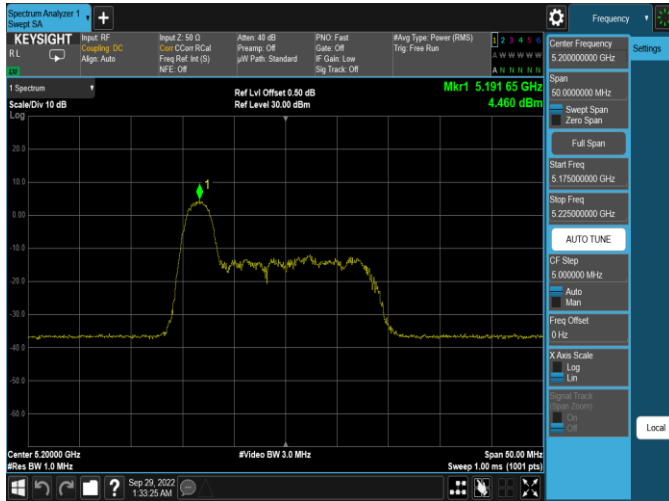 Spectrum Analyzer 1
Swept SA
+
Frequency
KEYSIGHT
RL
LU
Input: RF
Coupling: DC
Align: Auto
Input Z: 50 Ω
Corr CCorr RCal
Freq Ref: Int (S)
NFE: Off
Atten: 40 dB
Preamp: Off
µW Path: Standard
PNO: Fast
Gate: Off
IF Gain: Low
Sig Track: Off
#Avg Type: Power (RMS)
Trig: Free Run
1 2 3 4 5 6
A W W W W W
A N N N N N
1 Spectrum
Scale/Div 10 dB
Log
Ref Lvl Offset 0.50 dB
Ref Level 30.00 dBm
Mkr1 5.191 65 GHz
4.460 dBm
1
20.0
10.0
0.00
-10.0
-20.0
-30.0
-40.0
-50.0
-60.0
Center 5.20000 GHz
#Res BW 1.0 MHz
#Video BW 3.0 MHz
Span 50.00 MHz
Sweep 1.00 ms (1001 pts)
?
Sep 29, 2022
1:33:25 AM
Center Frequency
5.200000000 GHz
Span
50.0000000 MHz
Swept Span
Zero Span
Full Span
Start Freq
5.175000000 GHz
Stop Freq
5.225000000 GHz
AUTO TUNE
CF Step
5.000000 MHz
Auto
Man
Freq Offset
0 Hz
X Axis Scale
Log
Lin
Signal Track
(Span Zoom)
On
Off
Settings
Local